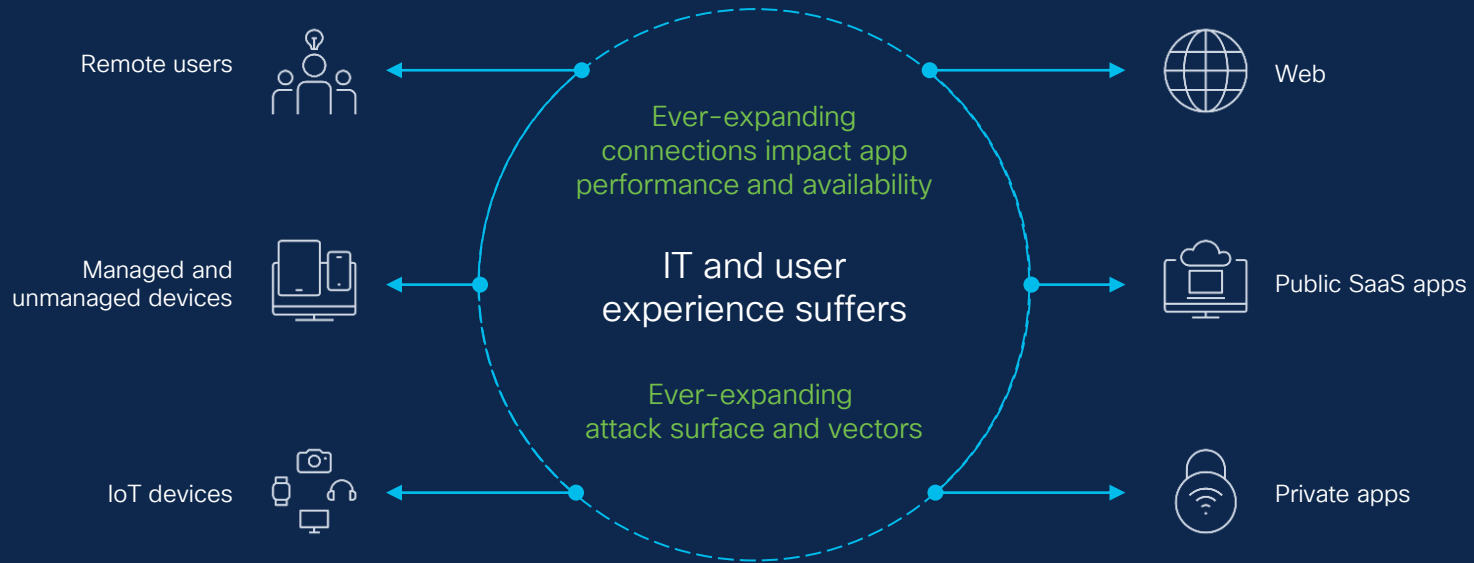 Remote users
Managed and
unmanaged devices
IoT devices
Ever-expanding
connections impact app
performance and availability
IT and user
experience suffers
Ever-expanding
attack surface and vectors
Web
Public SaaS apps
Private apps